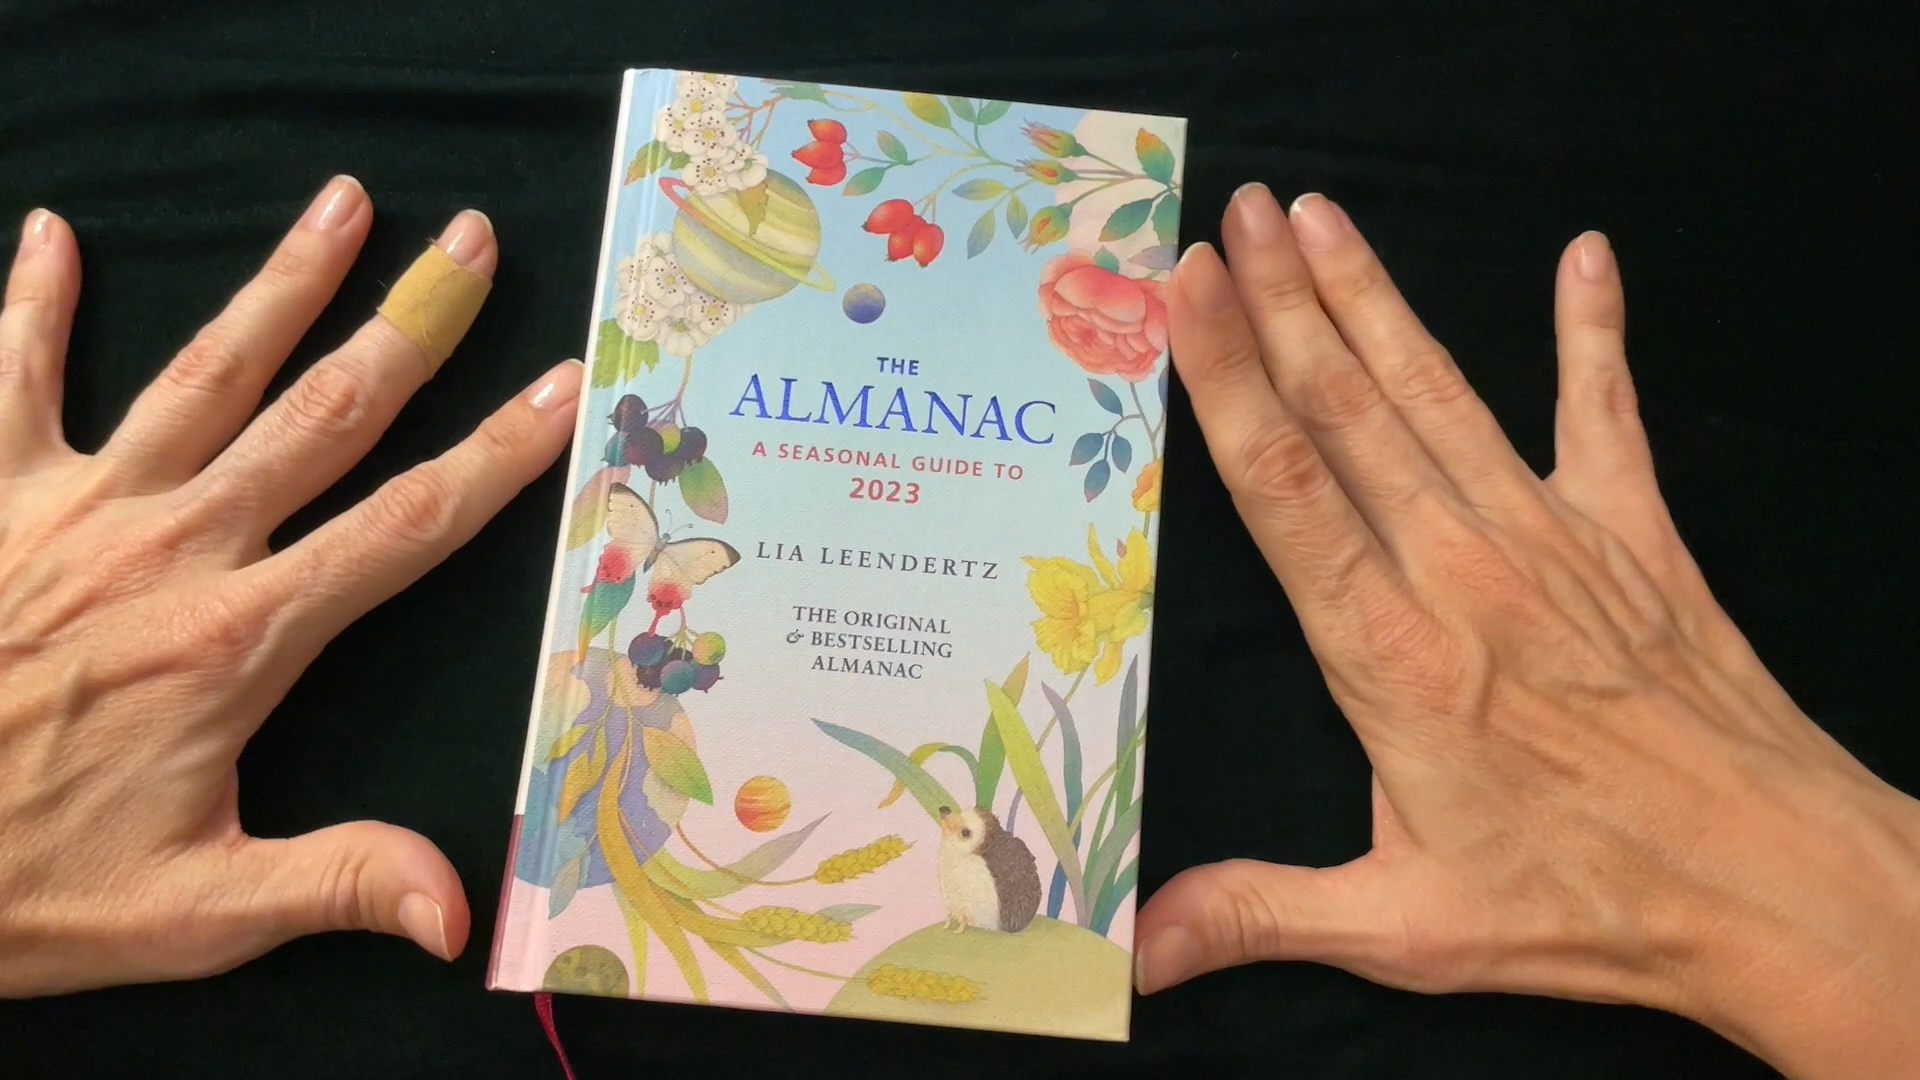 THE
ALMANAC
A SEASONAL GUIDE TO
2023
LIA LEENDERTZ
THE ORIGINAL
& BESTSELLING
ALMANAC